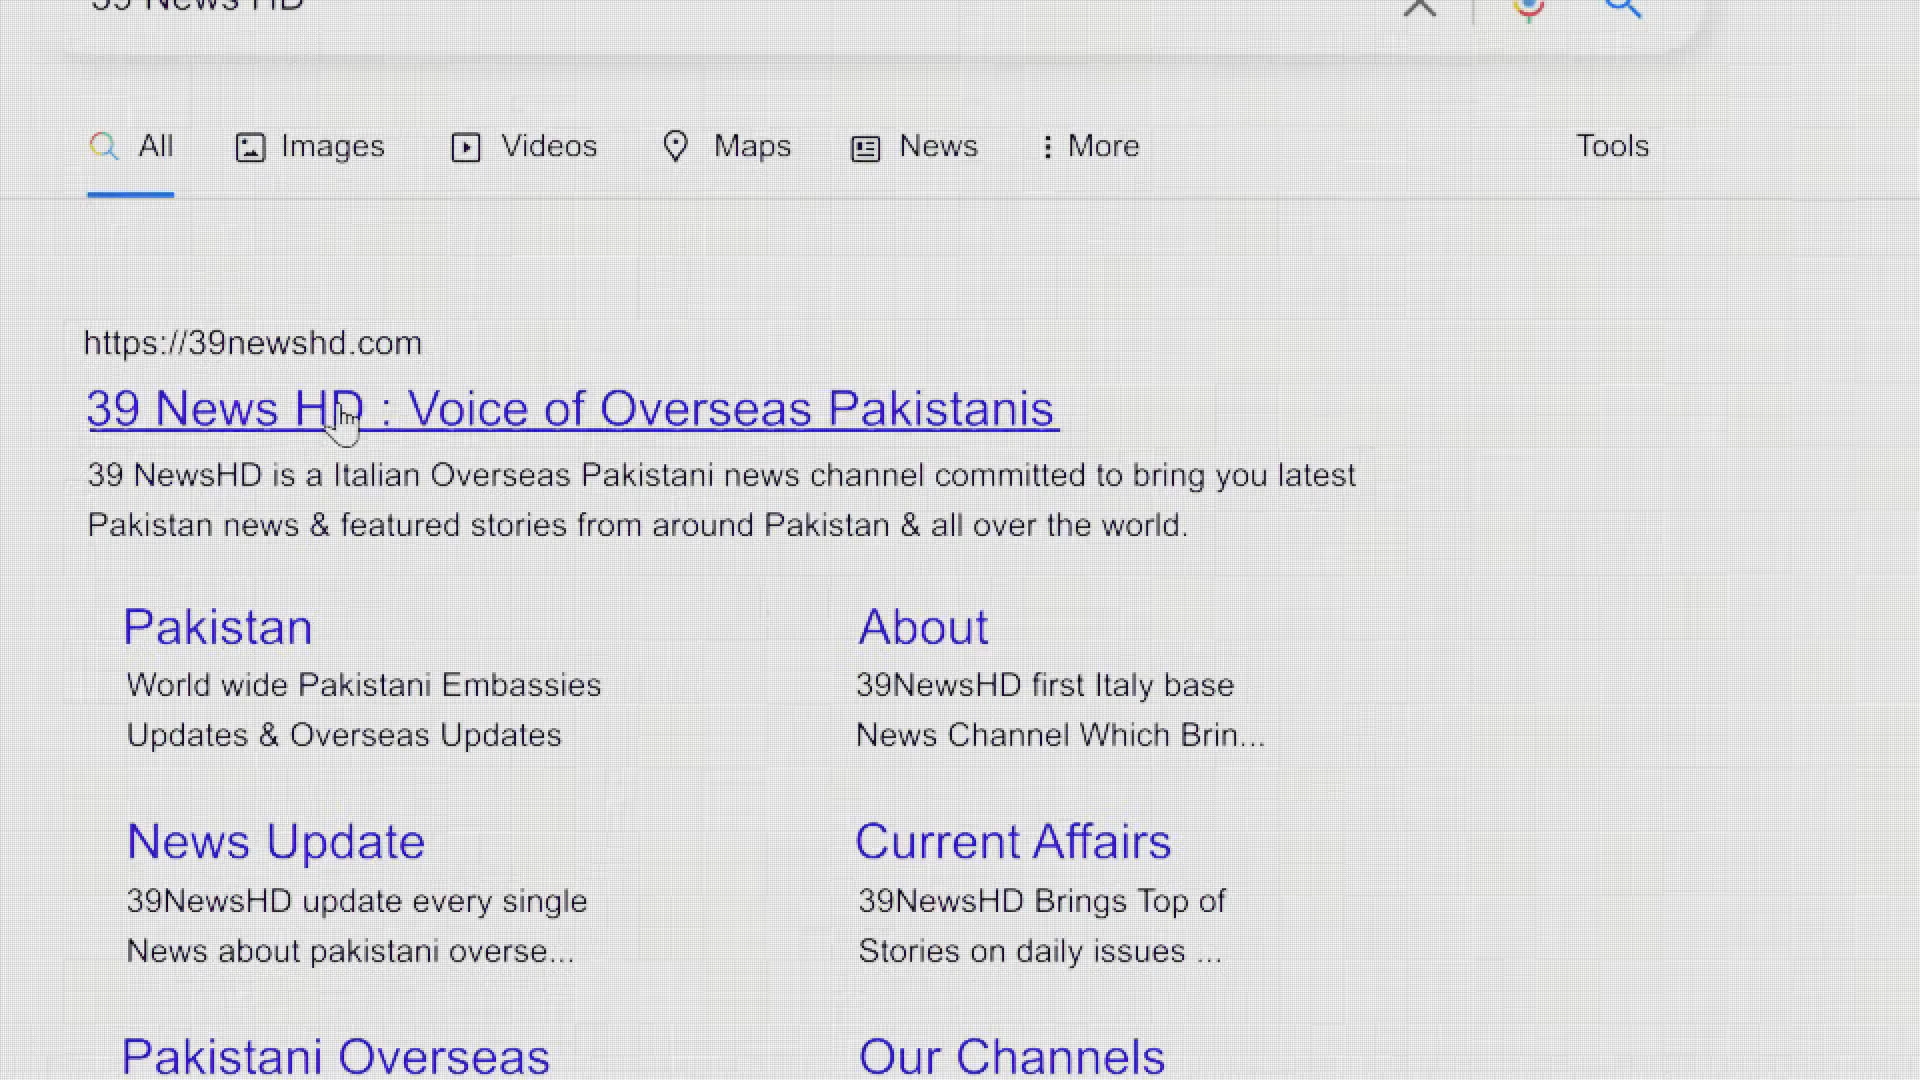 39 News HD
All Images Videos Maps News More Tools
https://39newshd.com
39 News HD : Voice of Overseas Pakistanis
39 NewsHD is a Italian Overseas Pakistani news channel committed to bring you latest
Pakistan news & featured stories from around Pakistan & all over the world.
Pakistan
World wide Pakistani Embassies
Updates & Overseas Updates
About
39NewsHD first Italy base
News Channel Which Brin...
News Update
39NewsHD update every single
News about pakistani overse...
Current Affairs
39NewsHD Brings Top of
Stories on daily issues ...
Pakistani Overseas
Our Channels